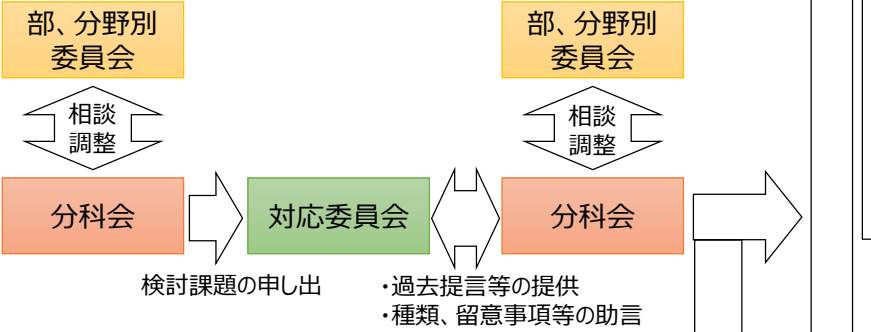 部、分野別
委員会
相談
調整
分科会
検討課題の申し出
対応委員会
・過去提言等の提供
・種類、留意事項等の助言
部、分野別
委員会
相談
調整
分科会